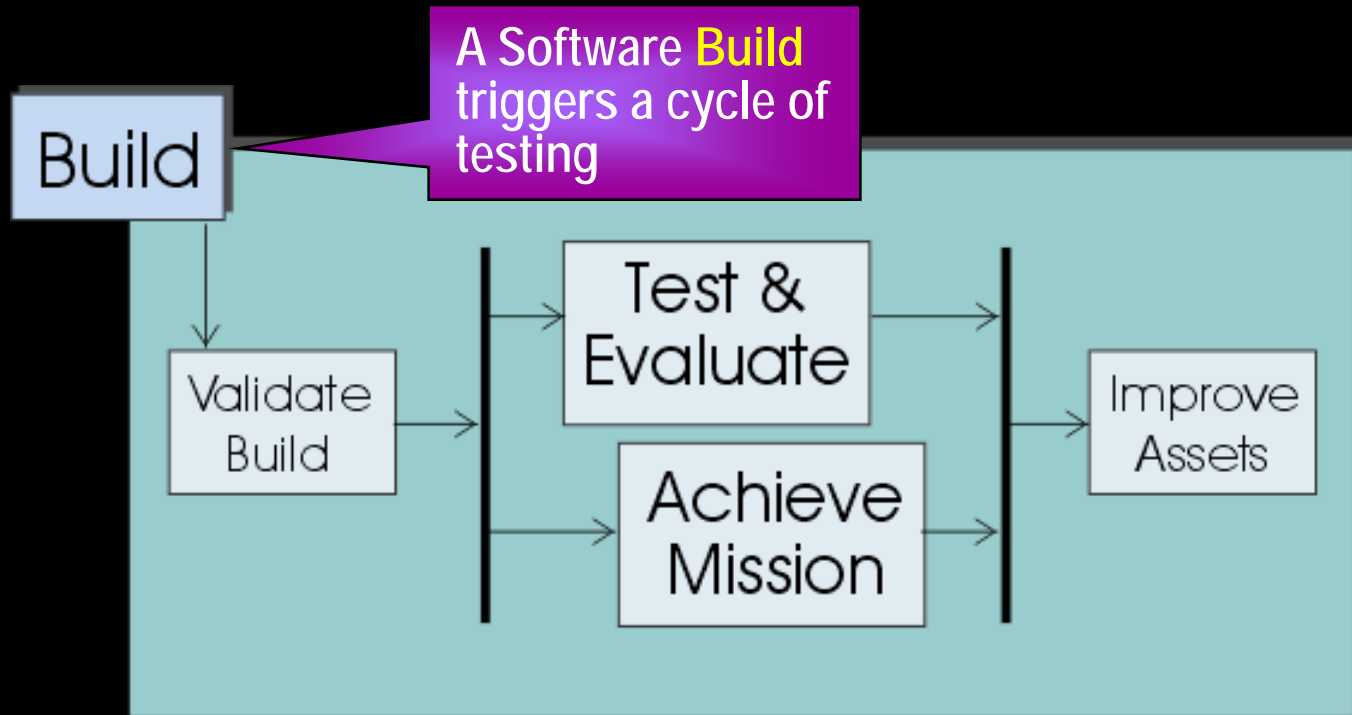 A Software Build
triggers a cycle of
testing
Build
Test &
Evaluate
Validate
Build
Improve
Assets
Achieve
Mission